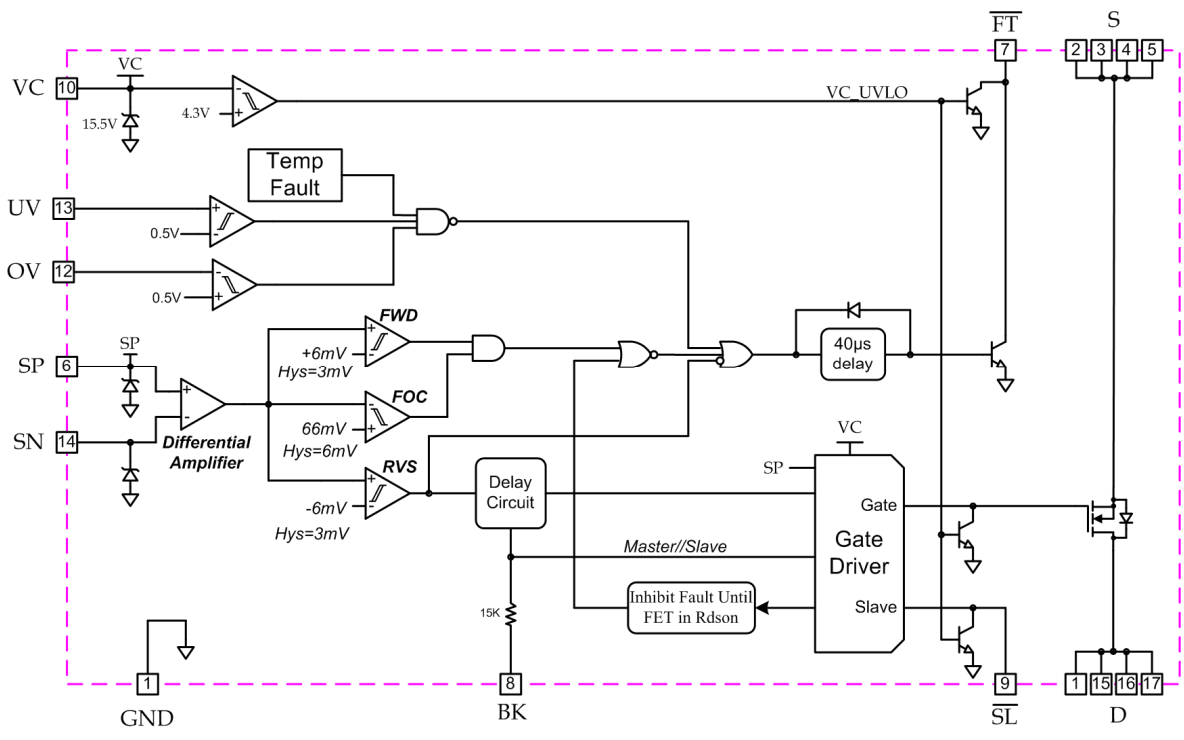 FT
S
7
2 3 4 5
VC
10
VC
15.5V
4.3V
VC_UVLO
Temp
Fault
UV
13
0.5V
OV
12
0.5V
SP
6
SP
SN
14
Differential
Amplifier
FWD
+6mV
Hys=3mV
FOC
66mV
Hys=6mV
RVS
-6mV
Hys=3mV
40µs
delay
Delay
Circuit
VC
SP
Gate
Gate
Driver
Slave
Master//Slave
Inhibit Fault Until
FET in Rdson
15K
1
GND
8
BK
9
SL
1 15 16 17
D
+
-